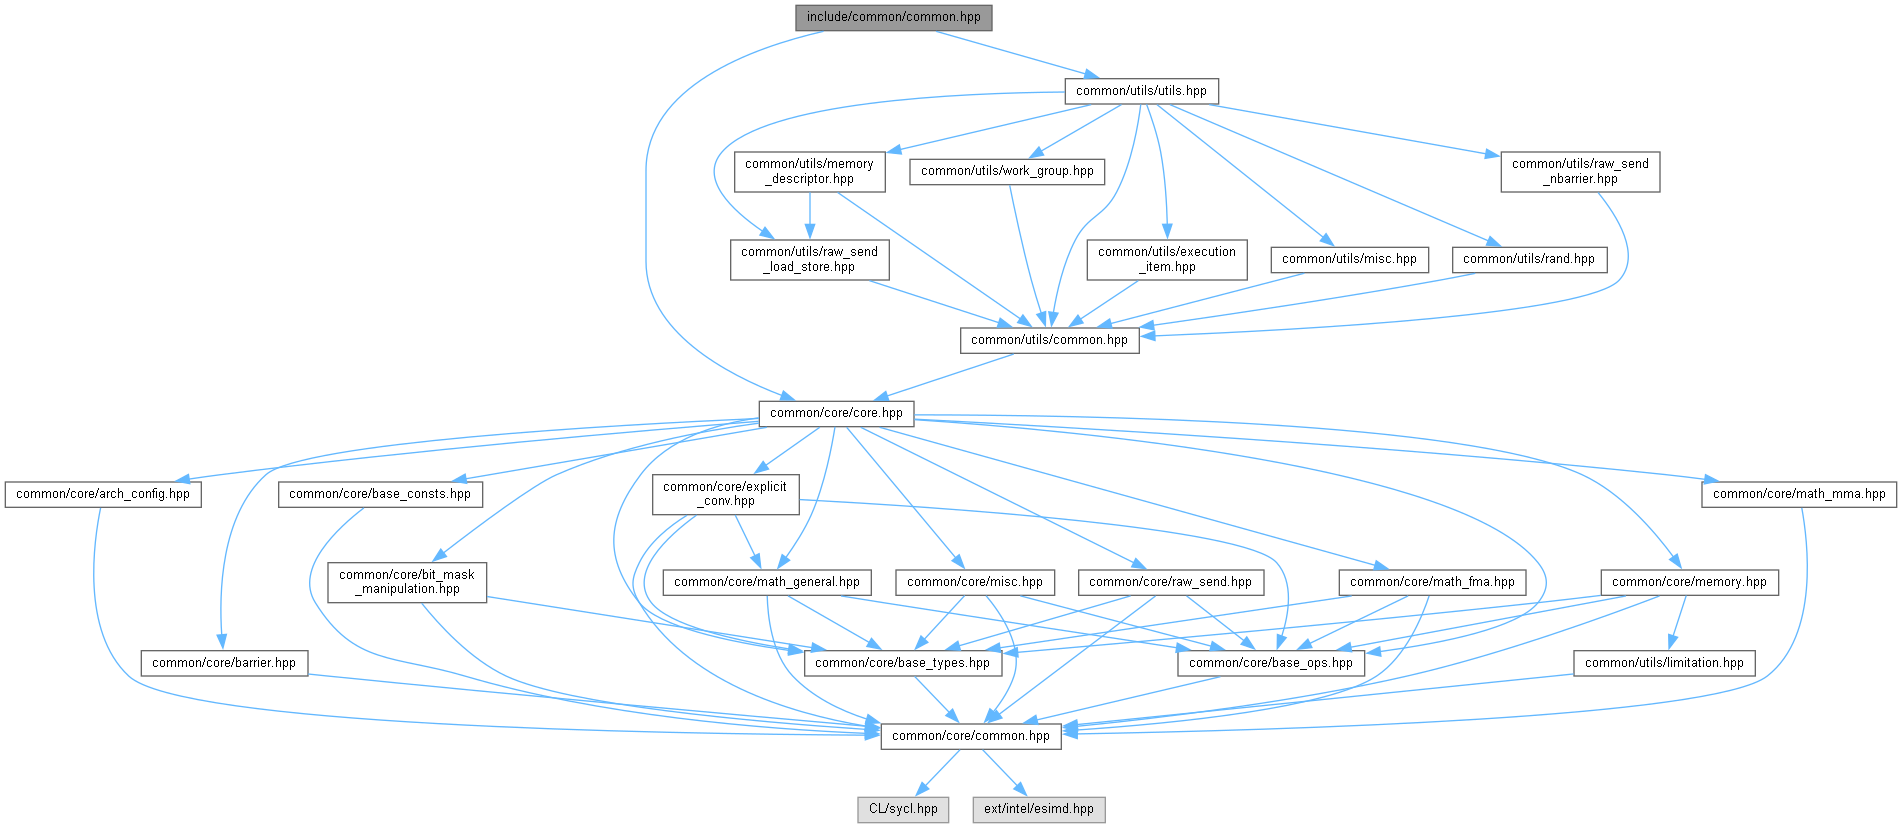 include/common/common.hpp
common/utils/utils.hpp
common/utils/memory
_descriptor.hpp
common/utils/work_group.hpp
common/utils/raw_send
_nbarrier.hpp
common/utils/raw_send
_load_store.hpp
common/utils/execution
_item.hpp
common/utils/misc.hpp
common/utils/rand.hpp
common/utils/common.hpp
common/core/core.hpp
common/core/arch_config.hpp
common/core/base_consts.hpp
common/core/explicit
_conv.hpp
common/core/math_mma.hpp
common/core/bit_mask
_manipulation.hpp
common/core/math_general.hpp
common/core/misc.hpp
common/core/raw_send.hpp
common/core/math_fma.hpp
common/core/memory.hpp
common/core/barrier.hpp
common/core/base_types.hpp
common/core/base_ops.hpp
common/utils/limitation.hpp
common/core/common.hpp
CL/sycl.hpp
ext/intel/esimd.hpp